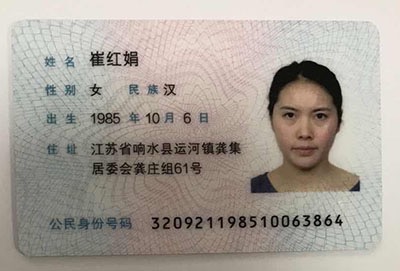 姓名 崔红娟
性别 女 民族 汉
出生 1985 年 10 月 6 日
住址 江苏省响水县运河镇龚集
居委会龚庄组61号
公民身份号码 320921198510063864